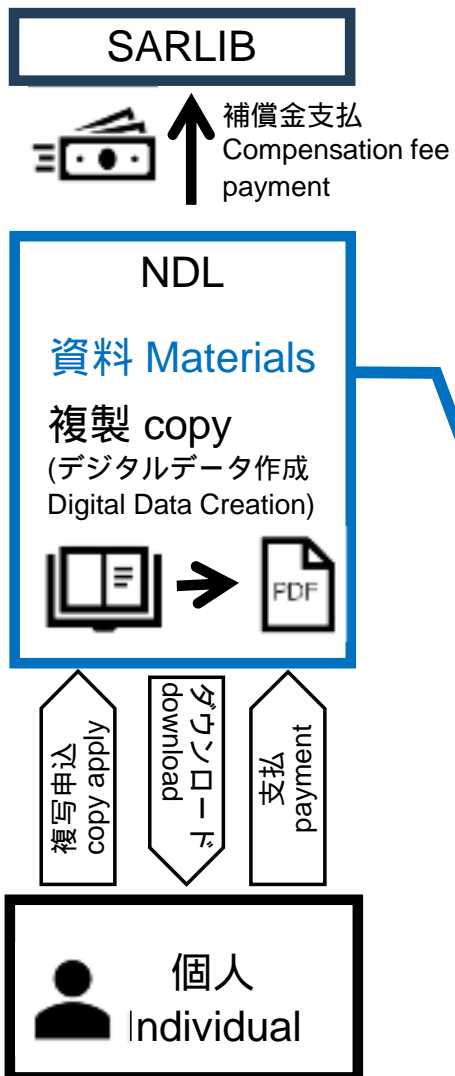 SARLIB
補償金支払
Compensation fee
payment
NDL
資料 Materials
複製 copy
(デジタルデータ作成
Digital Data Creation)
FDF
複写申込
copy apply
ダウンロード
download
支払
payment
個人
Individual